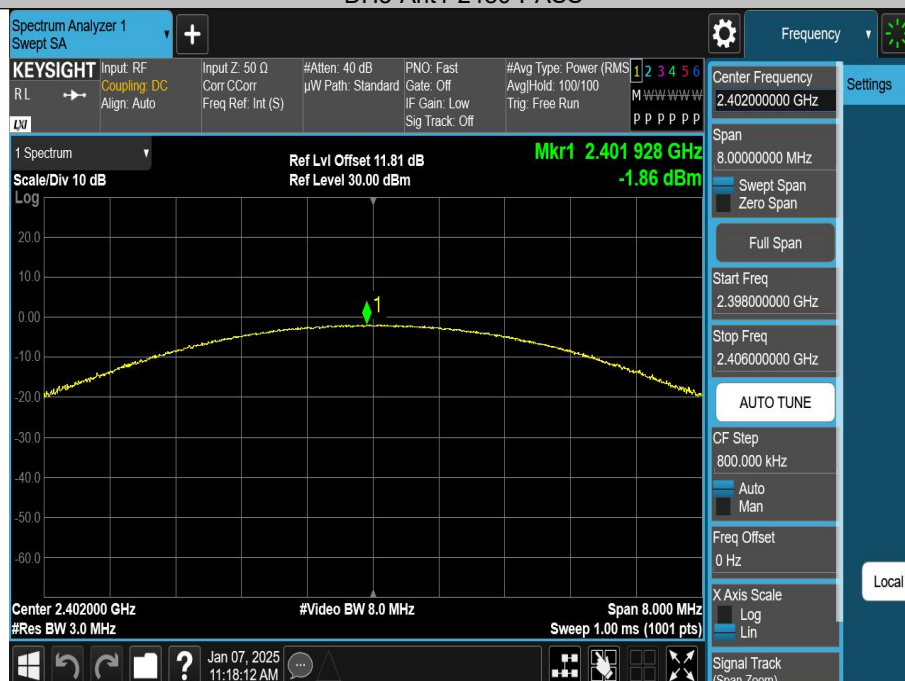 Spectrum Analyzer 1
Swept SA
+
Frequency
KEYSIGHT
RL
LXI
Input: RF
Coupling: DC
Align: Auto
Input Z: 50 Ω
Corr CCorr
Freq Ref: Int (S)
#Atten: 40 dB
µW Path: Standard
PNO: Fast
Gate: Off
IF Gain: Low
Sig Track: Off
#Avg Type: Power (RMS
Avg|Hold: 100/100
Trig: Free Run
1 2 3 4 5 6
M W W W W W
P P P P P P
1 Spectrum
Scale/Div 10 dB
Log
Ref Lvl Offset 11.81 dB
Ref Level 30.00 dBm
Mkr1 2.401 928 GHz
-1.86 dBm
20.0
10.0
0.00
-10.0
-20.0
-30.0
-40.0
-50.0
-60.0
1
Center 2.402000 GHz
#Res BW 3.0 MHz
#Video BW 8.0 MHz
Span 8.000 MHz
Sweep 1.00 ms (1001 pts)
?
Jan 07, 2025
11:18:12 AM
Center Frequency
2.402000000 GHz
Span
8.00000000 MHz
Swept Span
Zero Span
Full Span
Start Freq
2.398000000 GHz
Stop Freq
2.406000000 GHz
AUTO TUNE
CF Step
800.000 kHz
Auto
Man
Freq Offset
0 Hz
X Axis Scale
Log
Lin
Signal Track
(Span Zoom)
Settings
Local